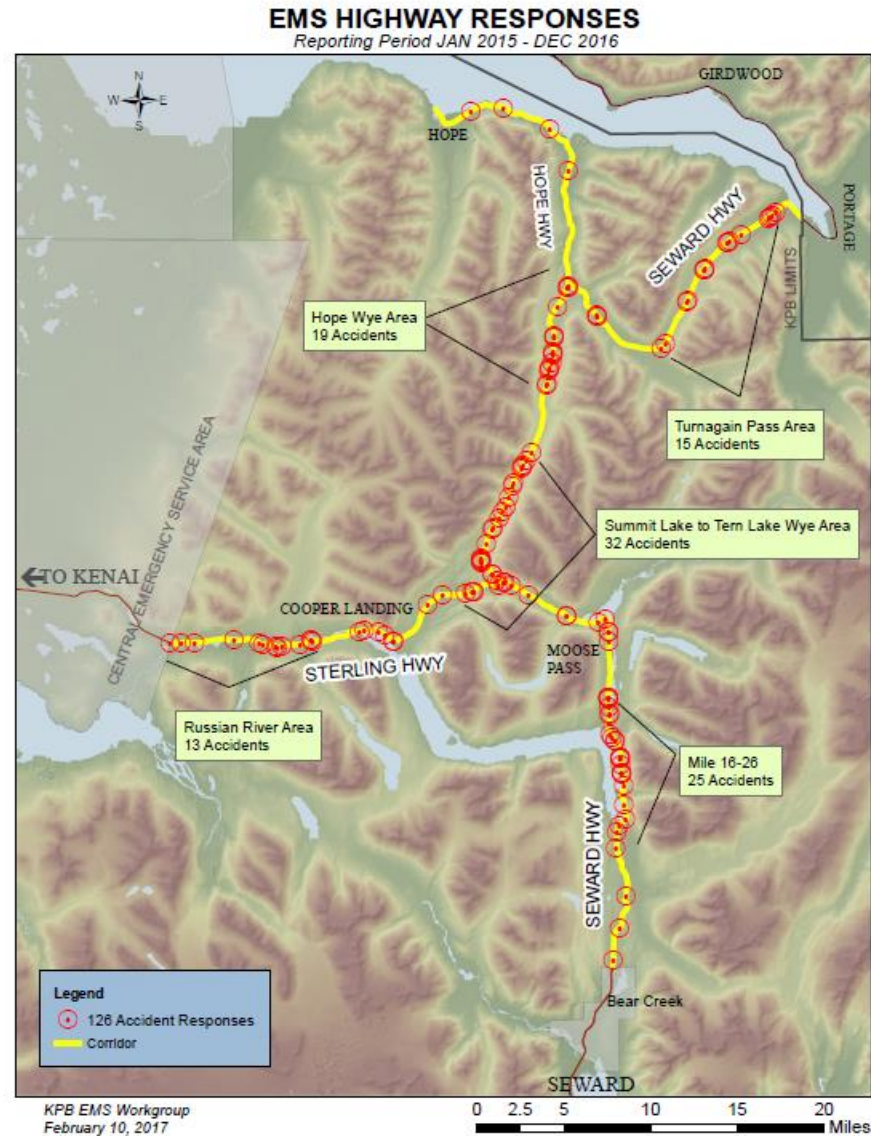 EMS HIGHWAY RESPONSES
Reporting Period JAN 2015 - DEC 2016
N
W E
S
GIRDWOOD
HOPE
HOPE HWY
SEWARD HWY
PORTAGE
KPB LIMITS
Hope Wye Area
19 Accidents
Turnagain Pass Area
15 Accidents
CENTRAL EMERGENCY SERVICE AREA
Summit Lake to Tern Lake Wye Area
32 Accidents
TO KENAI
COOPER LANDING
STERLING HWY
MOOSE
PASS
Russian River Area
13 Accidents
Mile 16-26
25 Accidents
SEWARD HWY
Legend
126 Accident Responses
Corridor
Bear Creek
SEWARD
KPB EMS Workgroup
February 10, 2017
0 2.5 5 10 15 20
Miles